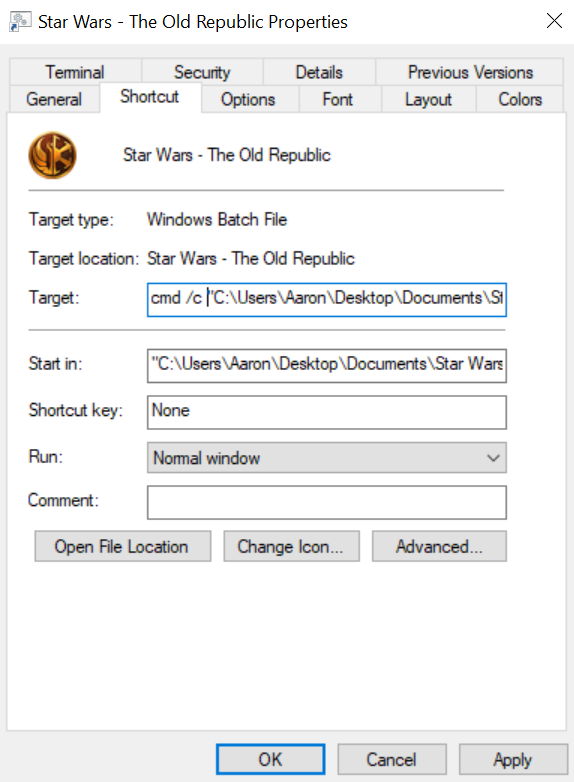 Star Wars - The Old Republic Properties
Terminal Security Details Previous Versions
General Shortcut Options Font Layout Colors
Star Wars - The Old Republic
Target type: Windows Batch File
Target location: Star Wars - The Old Republic
Target: cmd /c "C:\Users\Aaron\Desktop\Documents\St
Start in: "C:\Users\Aaron\Desktop\Documents\Star Wars
Shortcut key: None
Run: Normal window
Comment:
Open File Location Change Icon... Advanced...
OK Cancel Apply